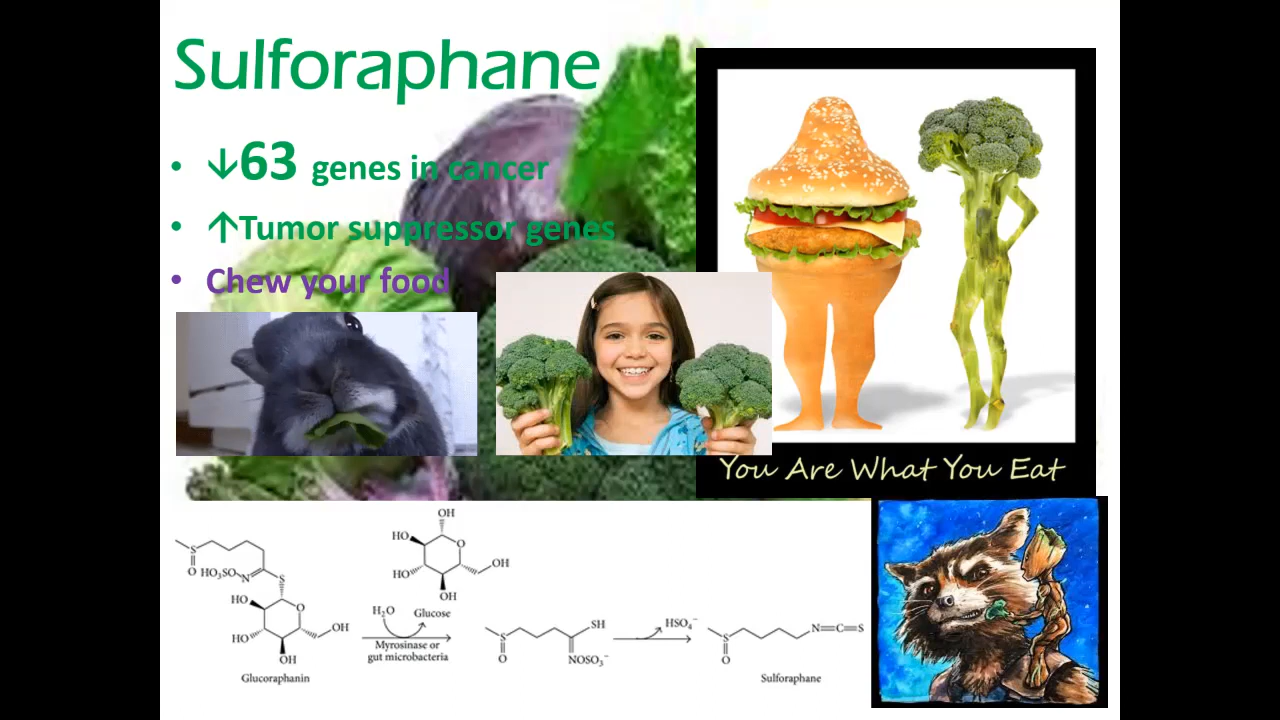 Sulforaphane
• ↓63 genes in cancer
• ↑Tumor suppressor genes
• Chew your food
You Are What You Eat
S
O
HO₃SO
N
S
HO
O
HO
OH
OH
Glucoraphanin
OH
HO
O
HO
OH
OH
H₂O
Glucose
Myrosinase or
gut microbacteria
S
O
SH
NOSO₃⁻
HSO₄⁻
S
O
N=C=S
Sulforaphane